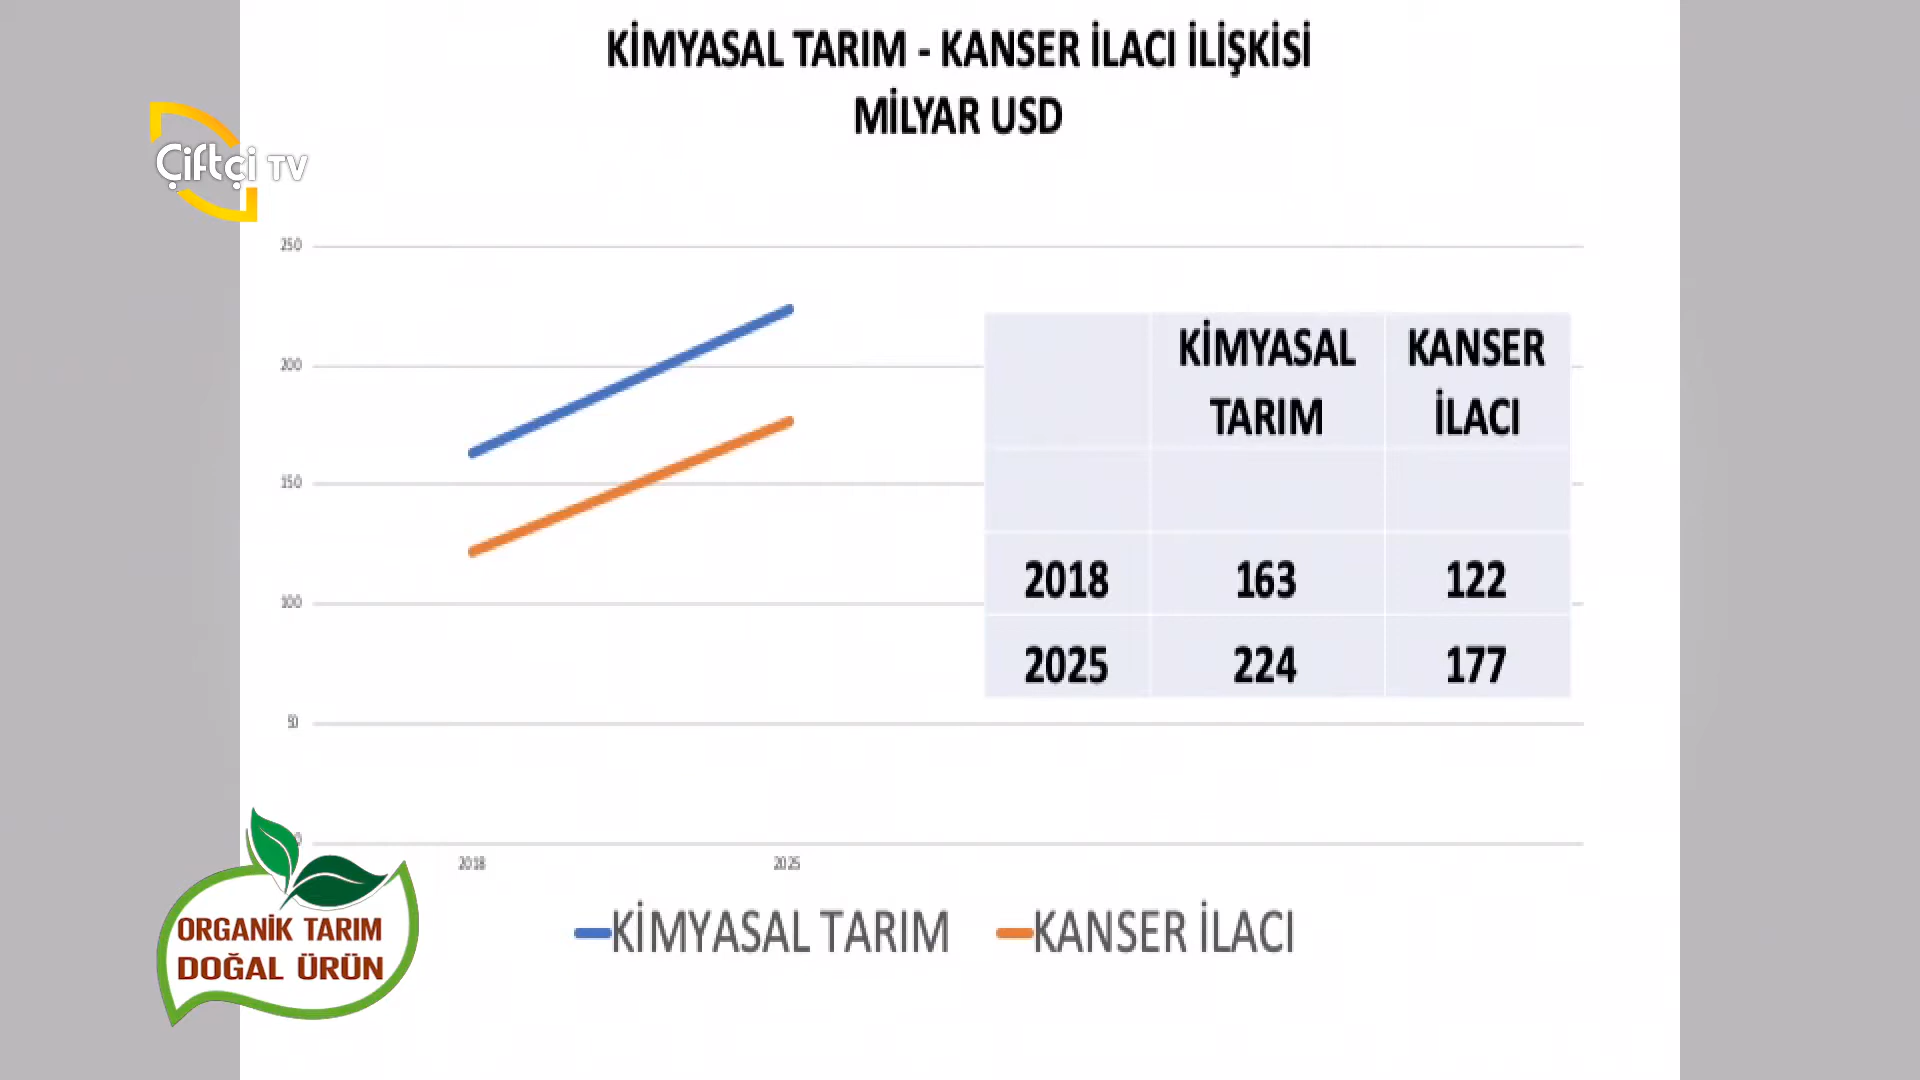 KİMYASAL TARIM - KANSER İLACI İLİŞKİSİ
MİLYAR USD
Çiftçi TV
250
200
150
100
50
0
2018
2025
KİMYASAL
TARIM
KANSER
İLACI
2018 163 122
2025 224 177
KİMYASAL TARIM KANSER İLACI
ORGANİK TARIM
DOĞAL ÜRÜN